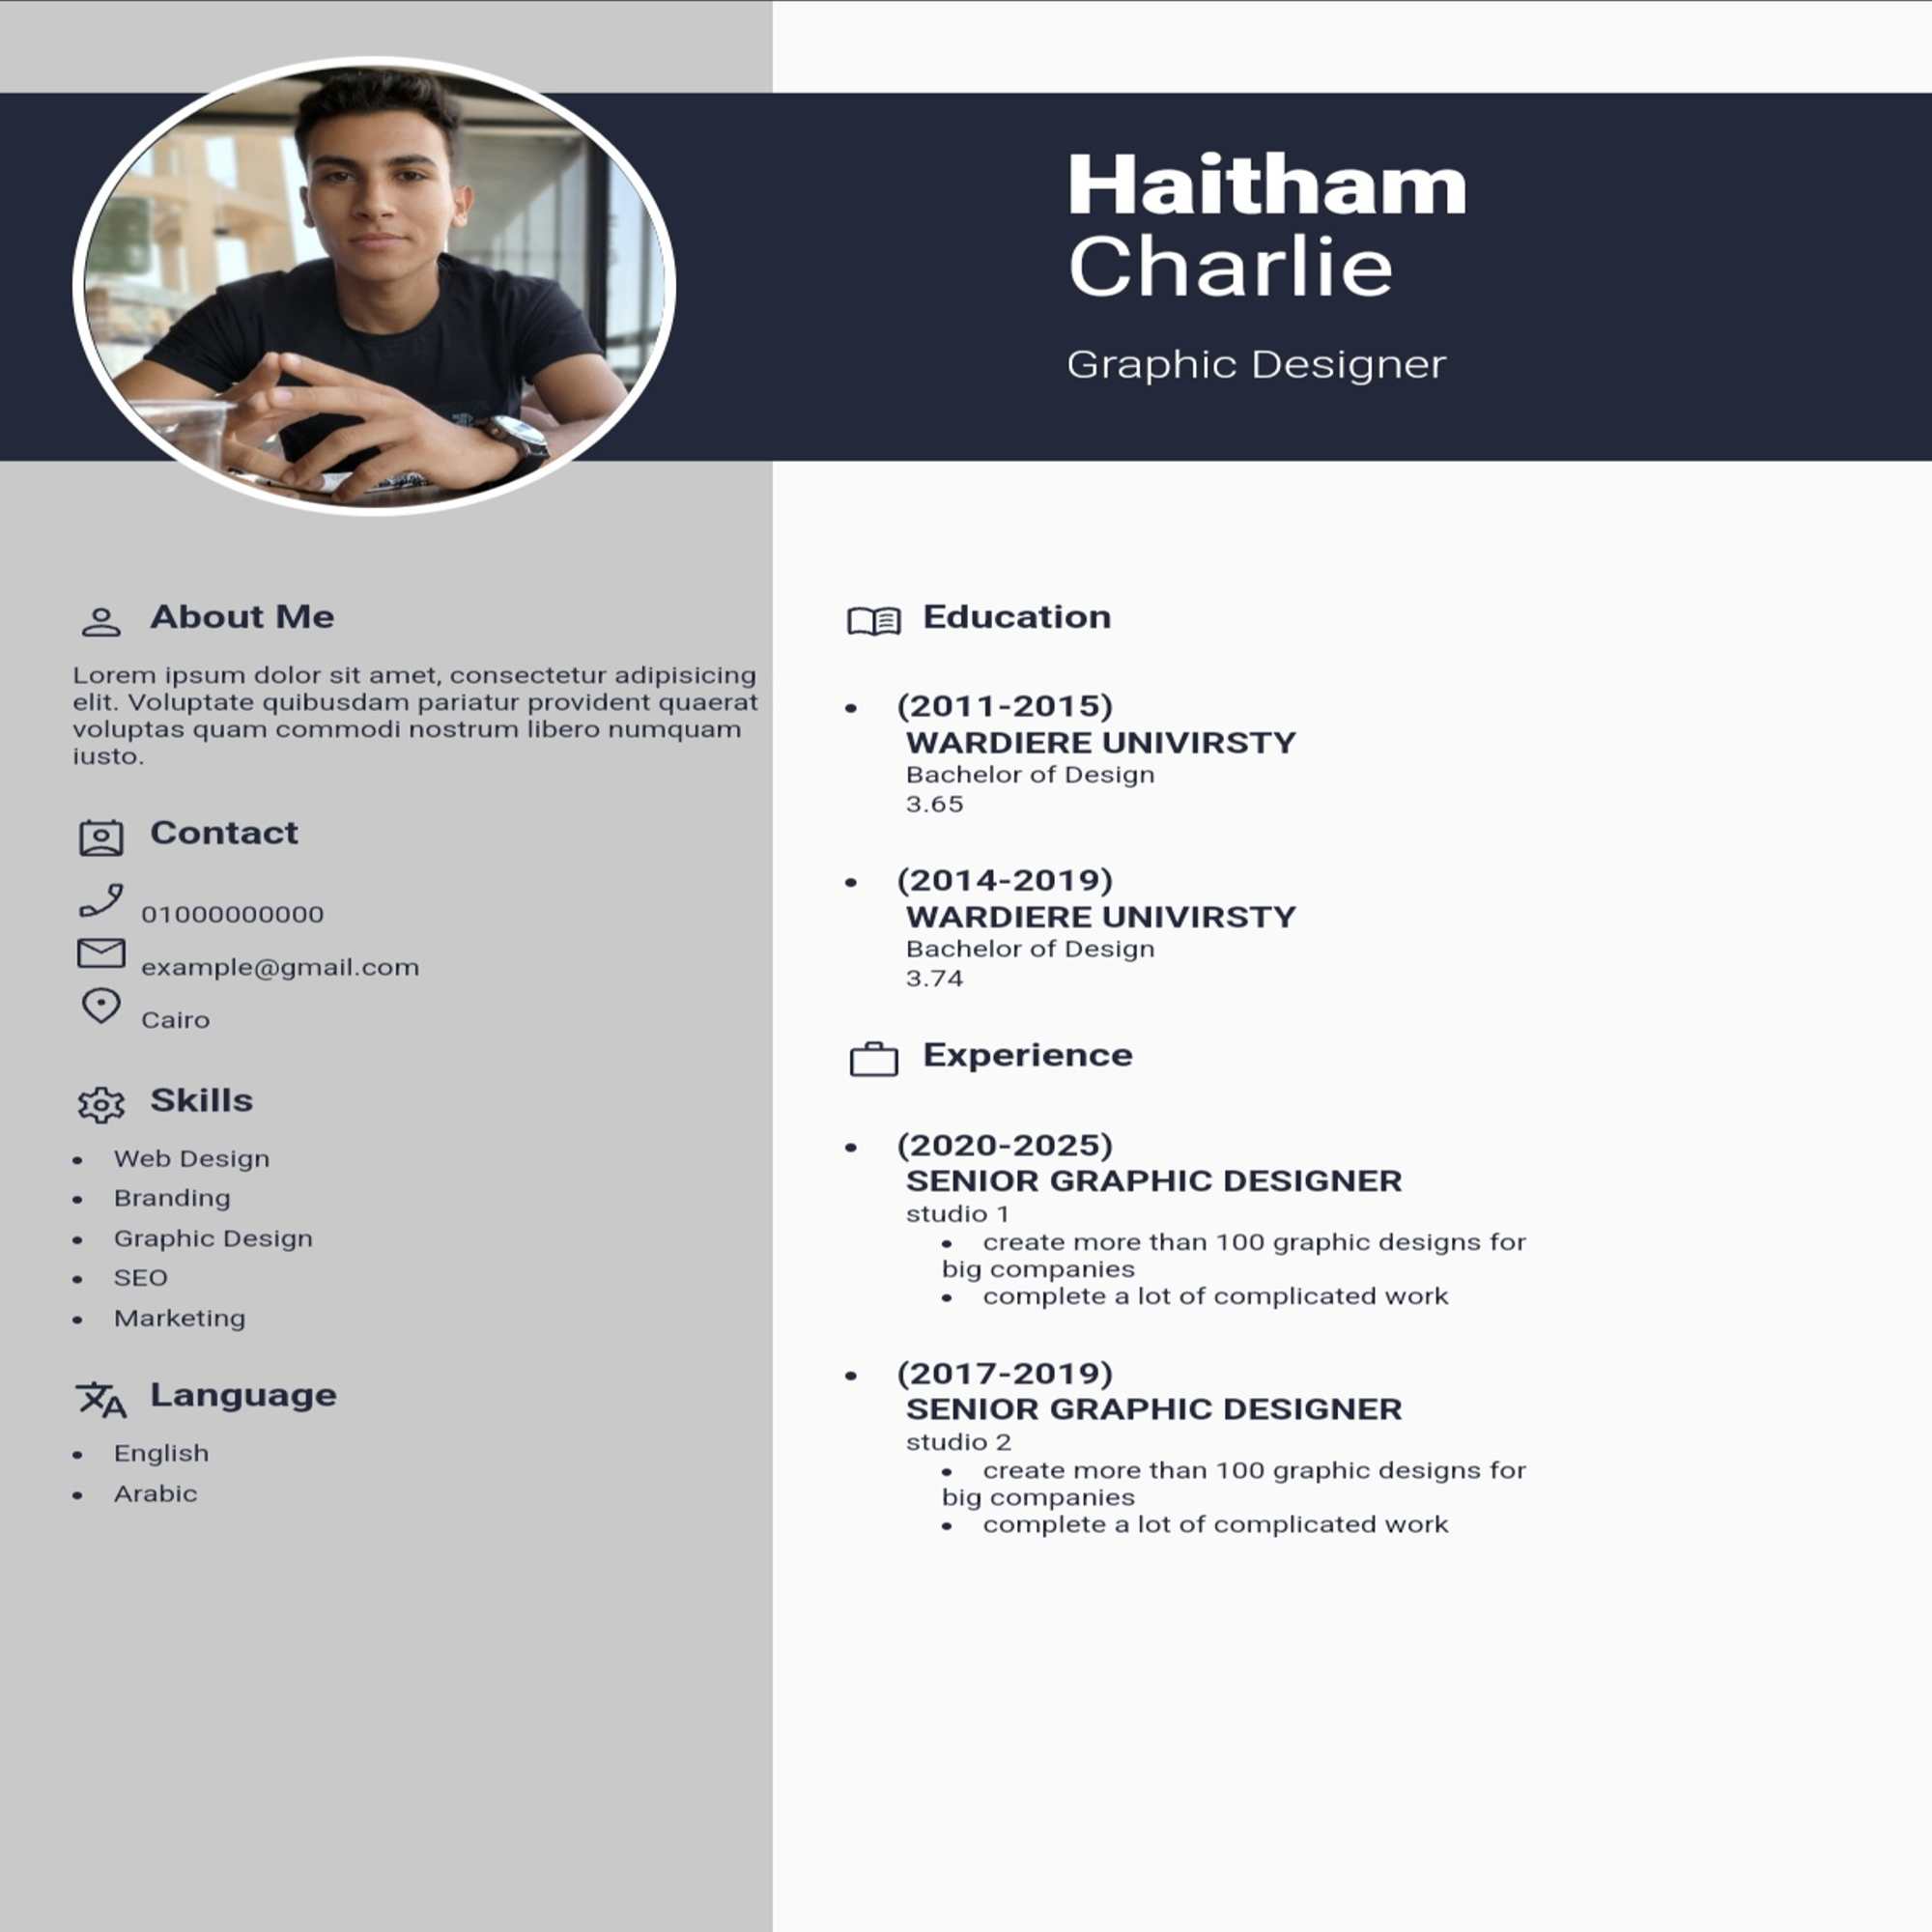 Haitham
Charlie
Graphic Designer
About Me
Lorem ipsum dolor sit amet, consectetur adipisicing
elit. Voluptate quibusdam pariatur provident quaerat
voluptas quam commodi nostrum libero numquam
iusto.
Contact
01000000000
example@gmail.com
Cairo
Skills
• Web Design
• Branding
• Graphic Design
• SEO
• Marketing
Language
• English
• Arabic
Education
• (2011-2015)
WARDIERE UNIVIRSTY
Bachelor of Design
3.65
• (2014-2019)
WARDIERE UNIVIRSTY
Bachelor of Design
3.74
Experience
• (2020-2025)
SENIOR GRAPHIC DESIGNER
studio 1
• create more than 100 graphic designs for
big companies
• complete a lot of complicated work
• (2017-2019)
SENIOR GRAPHIC DESIGNER
studio 2
• create more than 100 graphic designs for
big companies
• complete a lot of complicated work